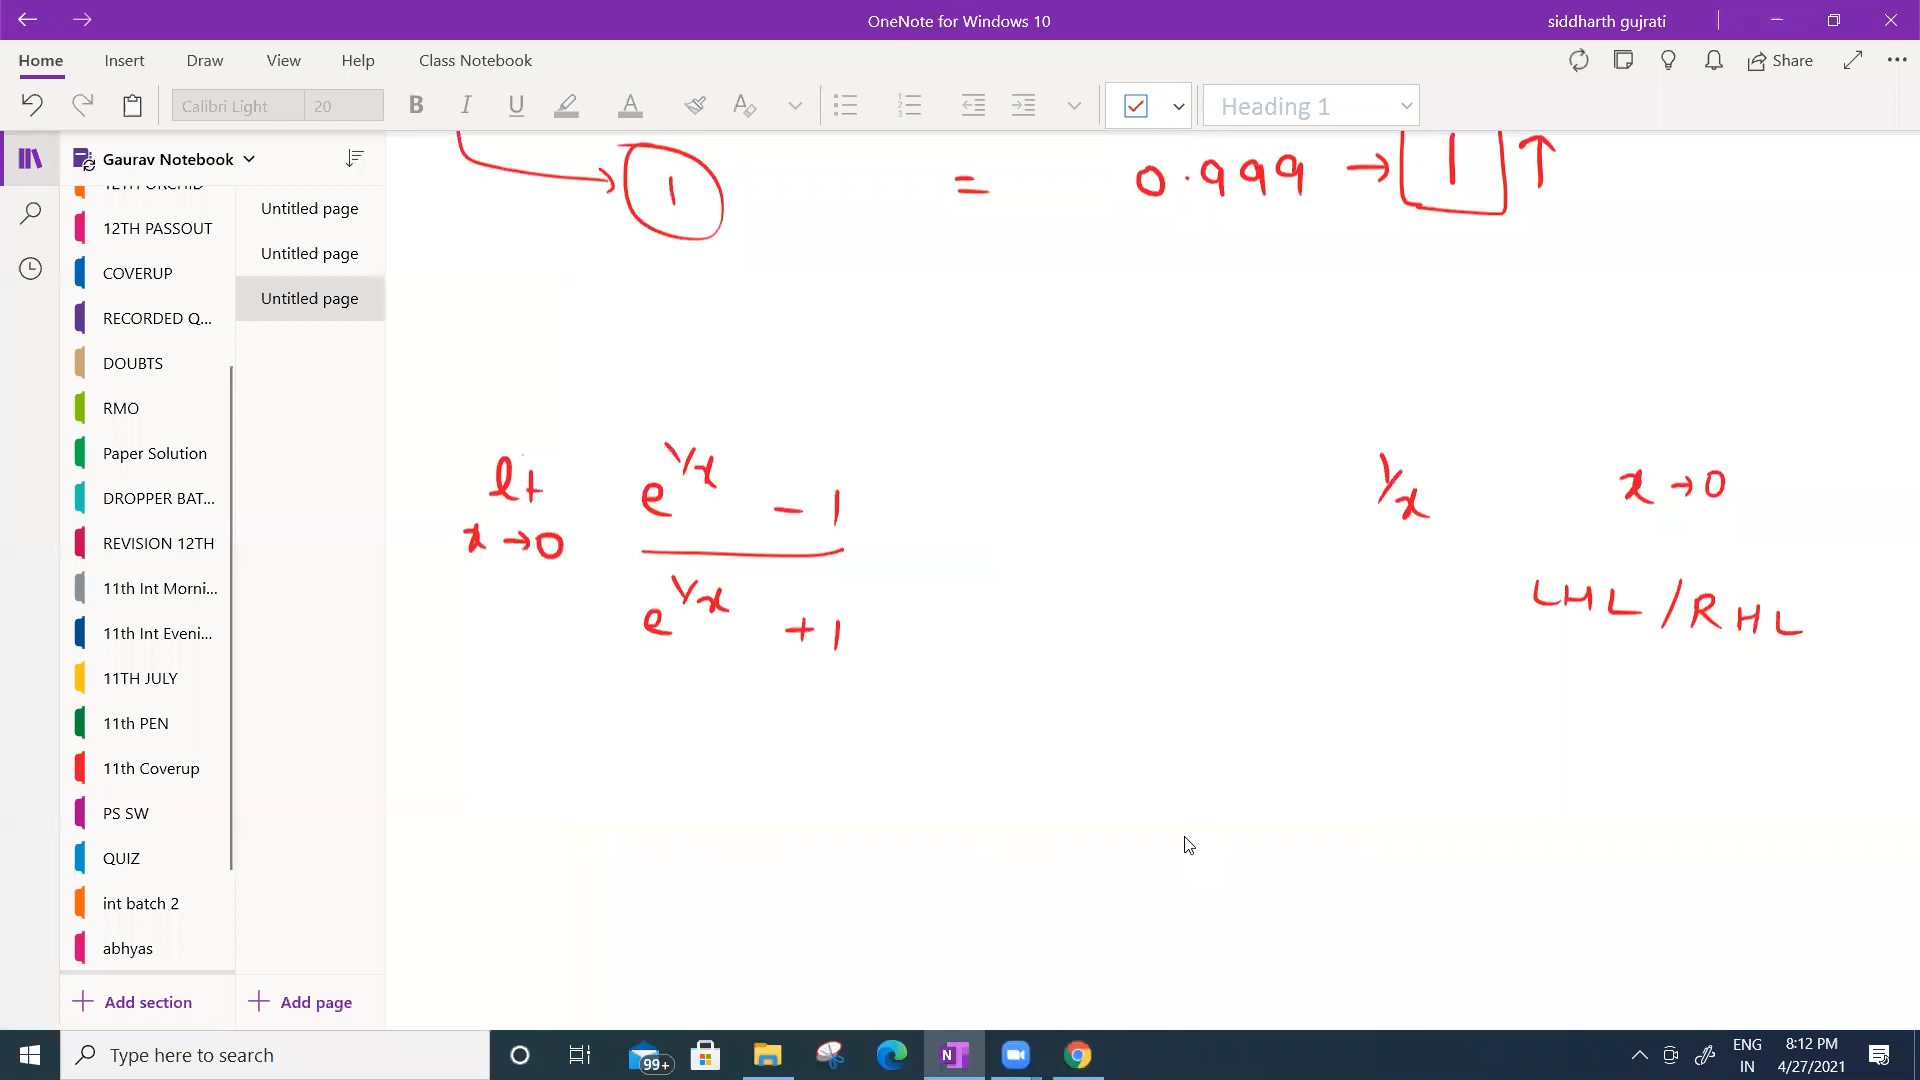 OneNote for Windows 10
siddharth gujrati
Home Insert Draw View Help Class Notebook
Share
Calibri Light 20
B I U A
Heading 1
Gaurav Notebook
12TH ORCHID
12TH PASSOUT
COVERUP
RECORDED Q...
DOUBTS
RMO
Paper Solution
DROPPER BAT...
REVISION 12TH
11th Int Morni...
11th Int Eveni...
11TH JULY
11th PEN
11th Coverup
PS SW
QUIZ
int batch 2
abhyas
Add section
Untitled page
Untitled page
Untitled page
Add page
1 = 0.999 → 1 ↑
lt e^1/x - 1
x → 0
e^1/x + 1
1/x x → 0
LHL / RHL
Type here to search
99+
N
ENG
IN
8:12 PM
4/27/2021